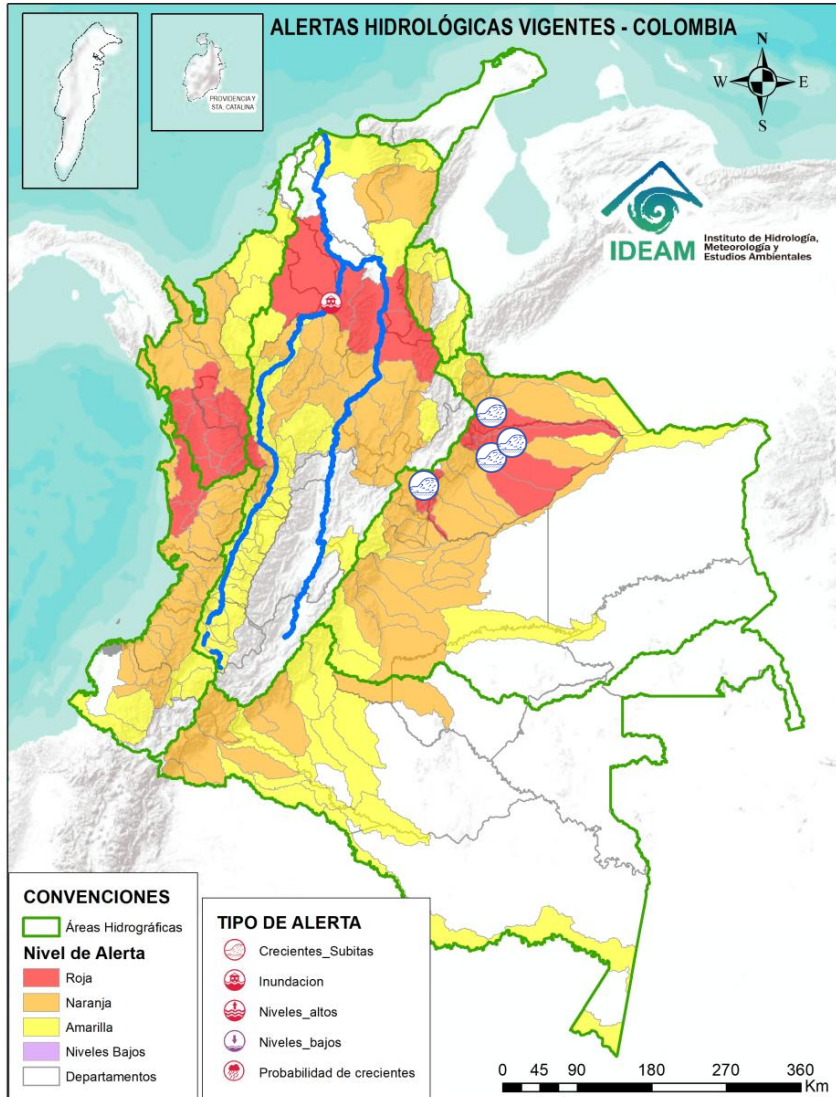 ALERTAS HIDROLÓGICAS VIGENTES - COLOMBIA
PROVIDENCIA Y
STA. CATALINA
N
W
E
S
IDEAM
Instituto de Hidrología,
Meteorología y
Estudios Ambientales
CONVENCIONES
Áreas Hidrográficas
Nivel de Alerta
Roja
Naranja
Amarilla
Niveles Bajos
Departamentos
TIPO DE ALERTA
Crecientes_Subitas
Inundacion
Niveles_altos
Niveles_bajos
Probabilidad de crecientes
0 45 90 180 270 360
Km